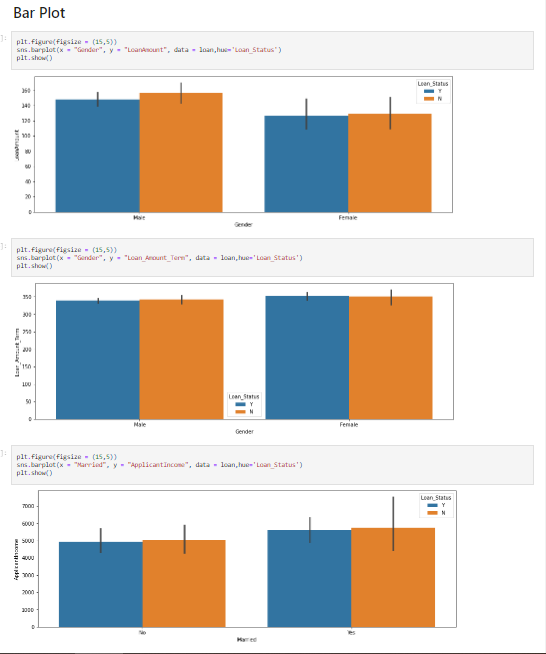 Bar Plot
plt.figure(figsize = (15,5))
sns.barplot(x = "Gender", y = "LoanAmount", data = loan,hue='Loan_Status')
plt.show()
Loan_Status
Y
N
160
140
120
100
80
60
40
20
0
LoanAmount
Male
Female
Gender
plt.figure(figsize = (15,5))
sns.barplot(x = "Gender", y = "Loan_Amount_Term", data = loan,hue='Loan_Status')
plt.show()
350
300
250
200
150
100
50
0
Loan_Amount_Term
Loan_Status
Y
N
Male
Female
Gender
plt.figure(figsize = (15,5))
sns.barplot(x = "Married", y = "ApplicantIncome", data = loan,hue='Loan_Status')
plt.show()
Loan_Status
Y
N
7000
6000
5000
4000
3000
2000
1000
0
ApplicantIncome
No
Yes
Married